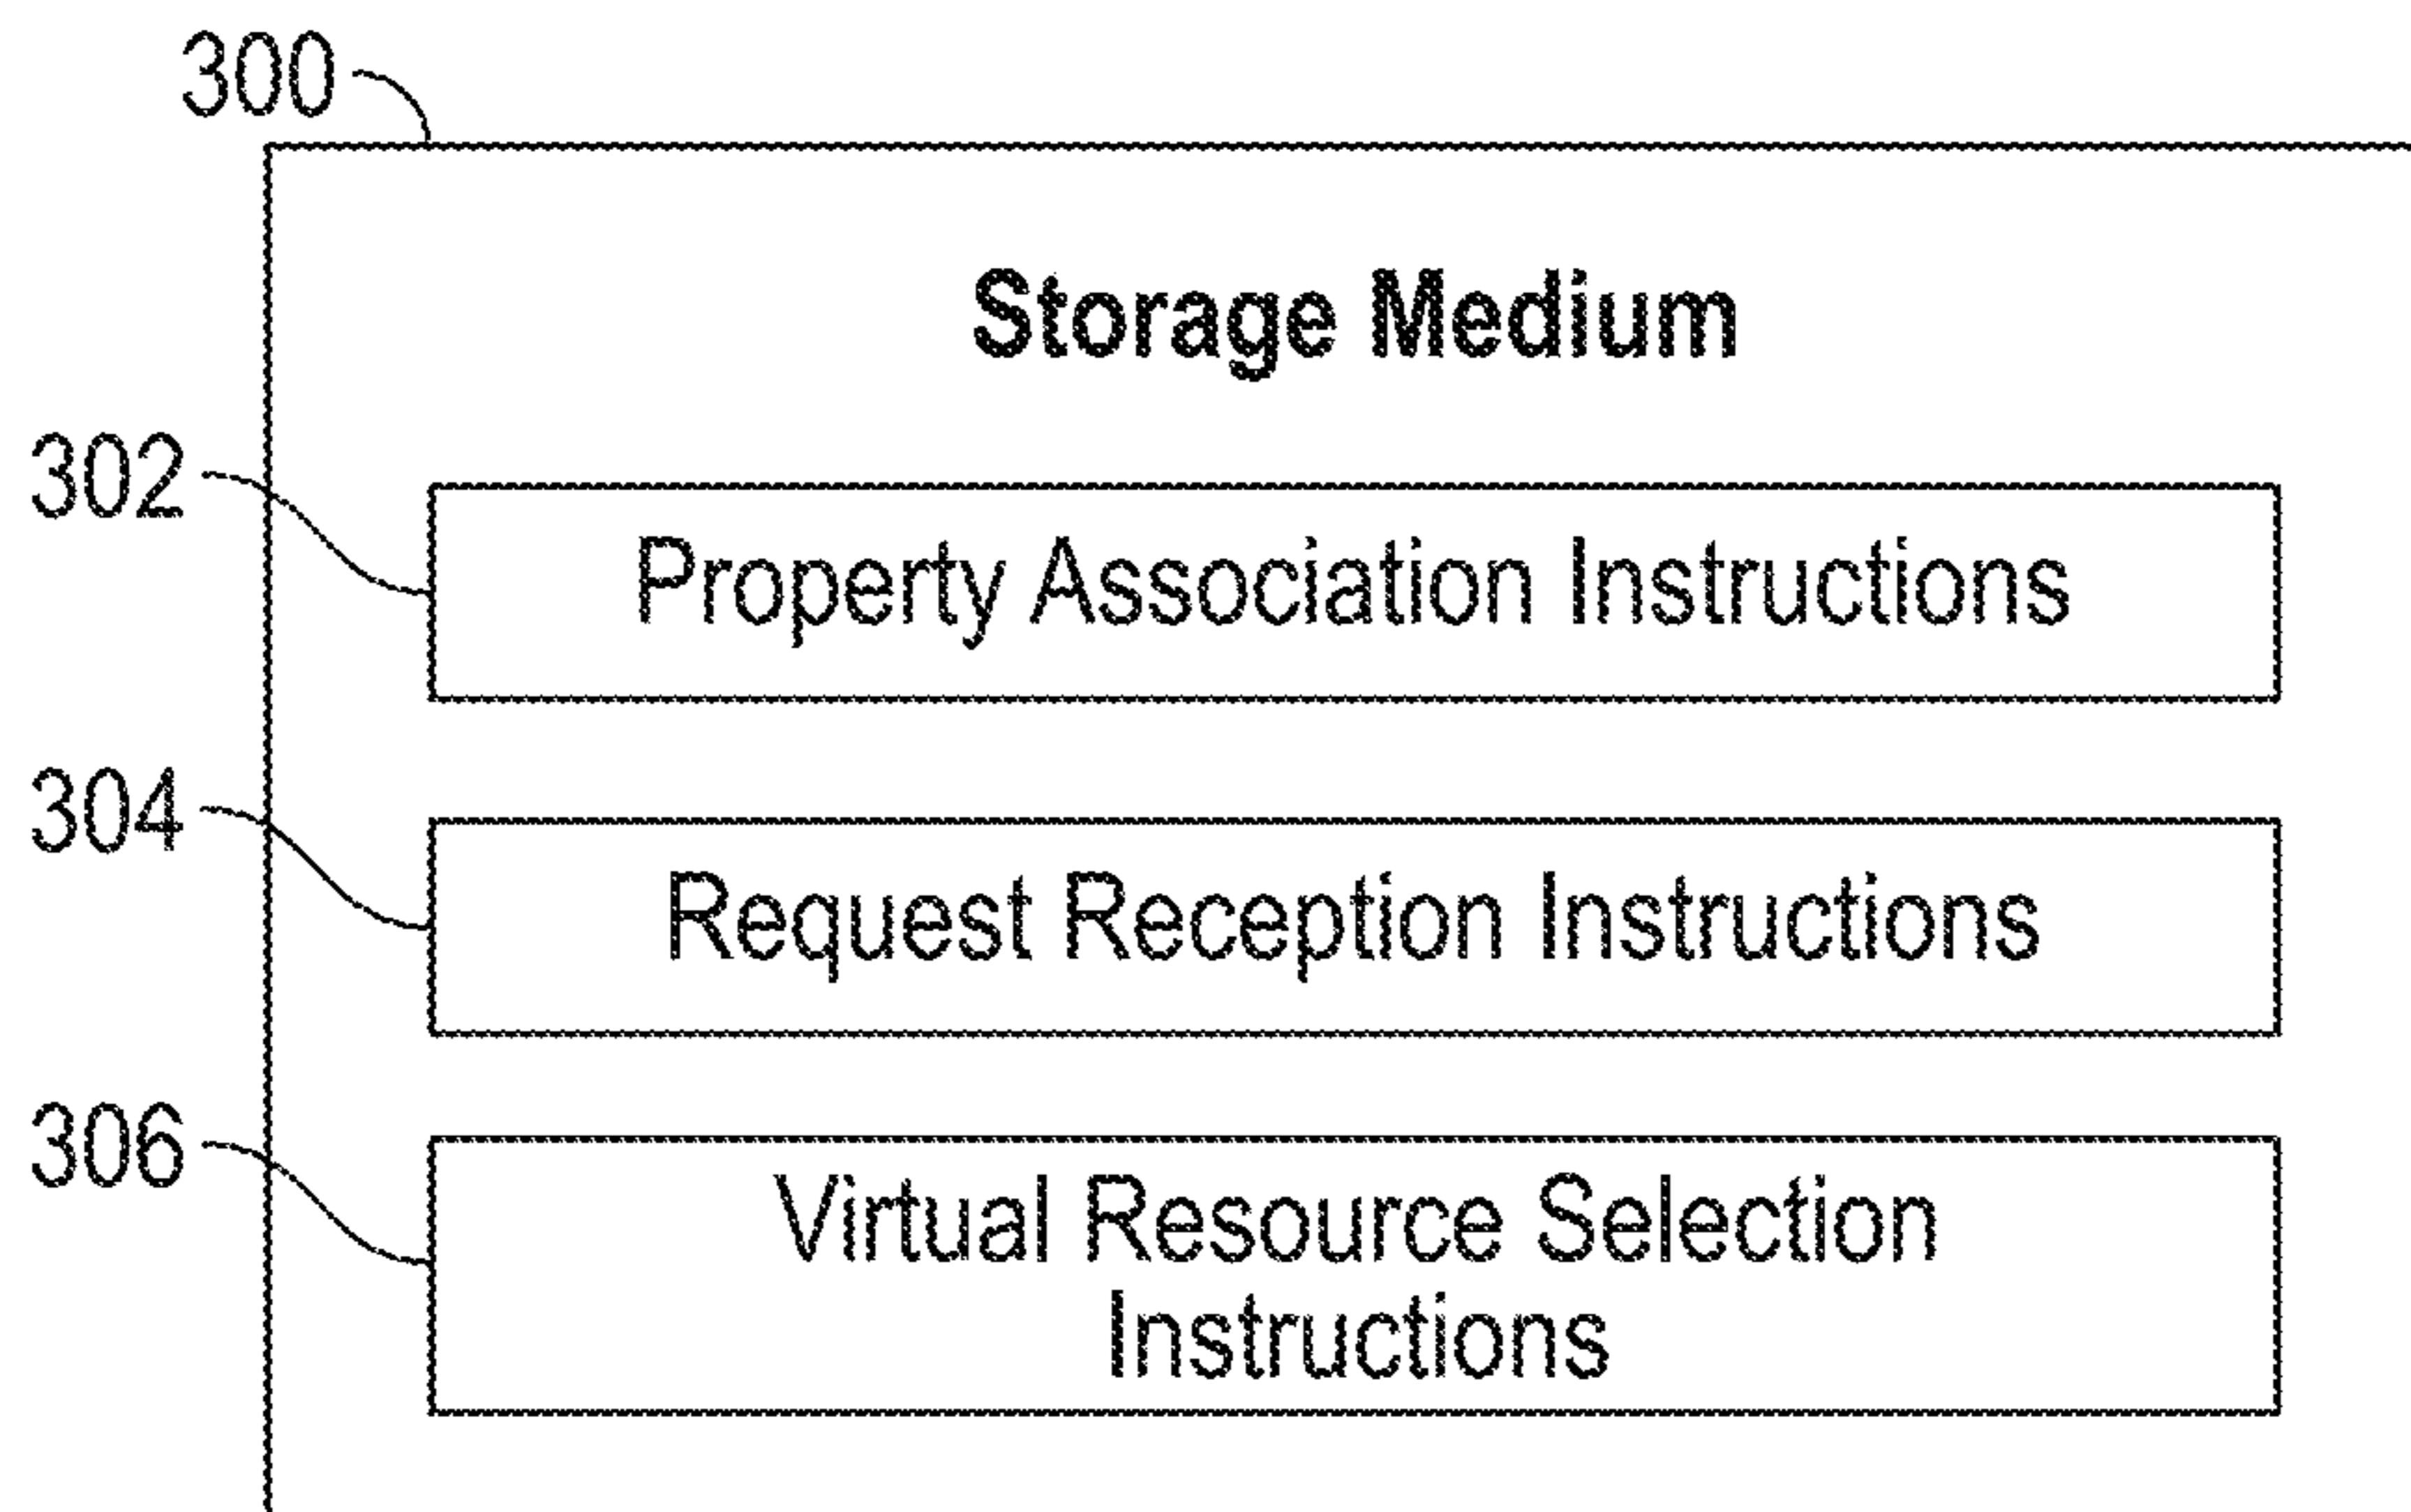 300
Storage Medium
302
Property Association Instructions
304
Request Reception Instructions
306
Virtual Resource Selection
Instructions